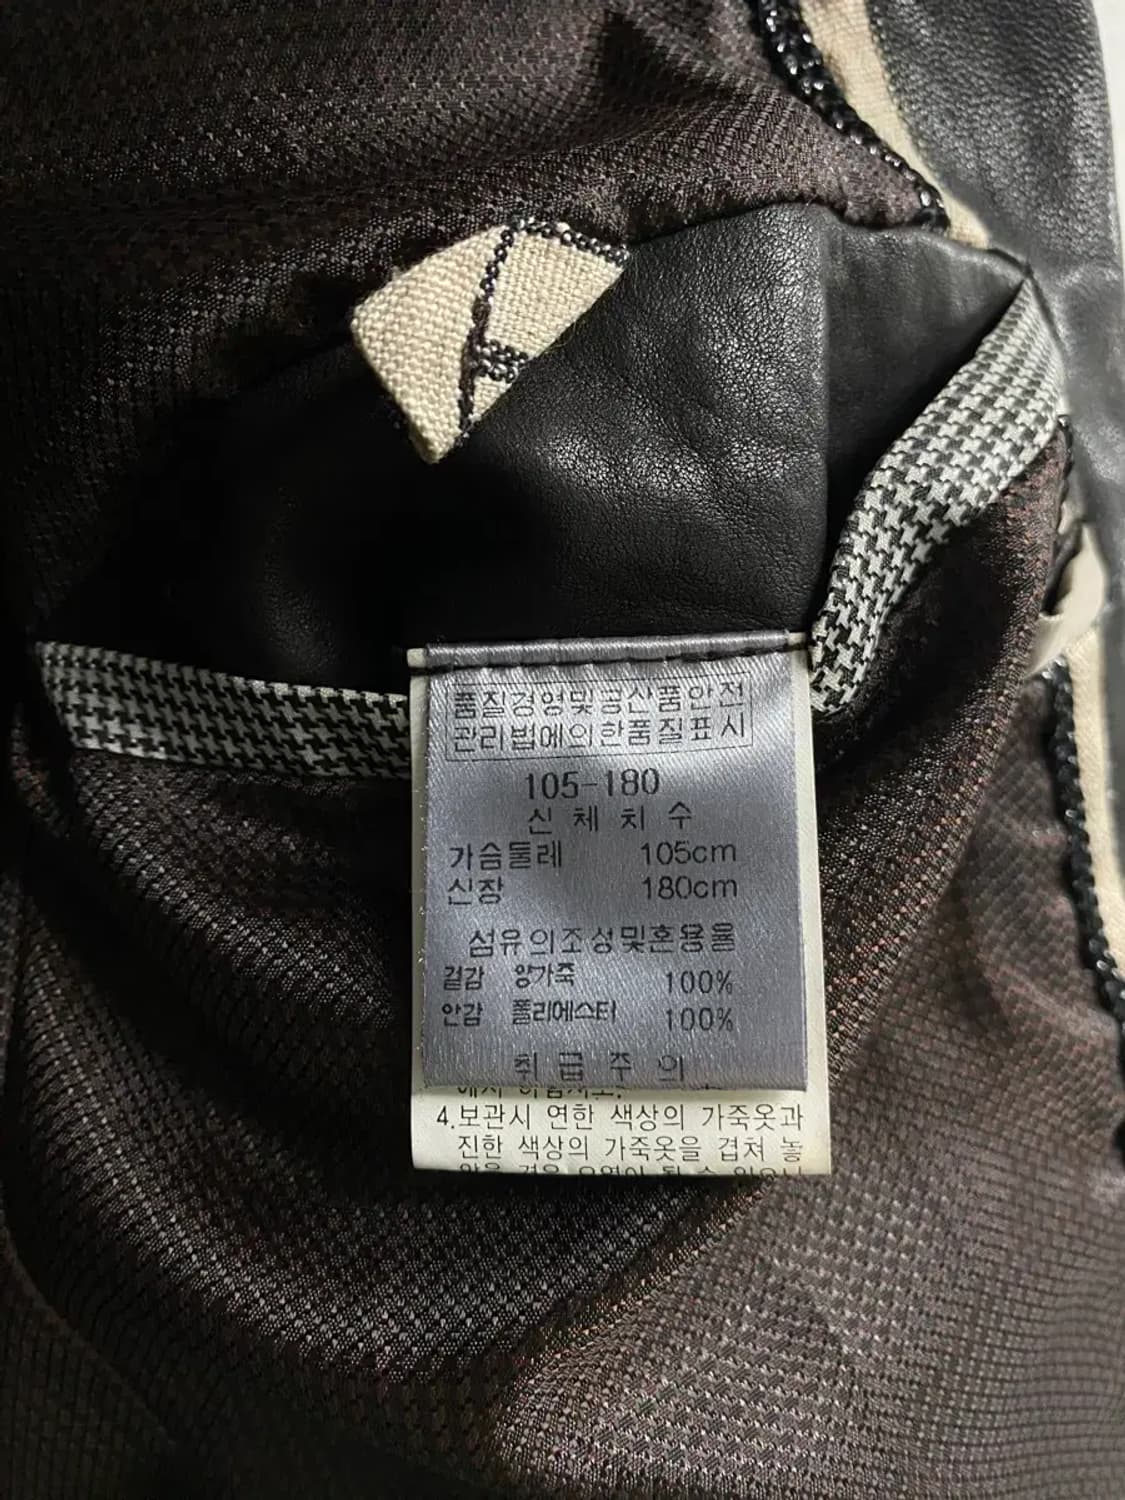 품질경영및공산품안전
관리법에의한품질표시
105-180
신 체 치 수
가슴둘레 105cm
신장 180cm
섬유의조성및혼용율
겉감 양가죽 100%
안감 폴리에스터 100%
취 급 주 의
4.보관시 연한 색상의 가죽옷과
진한 색상의 가죽옷을 겹쳐 놓